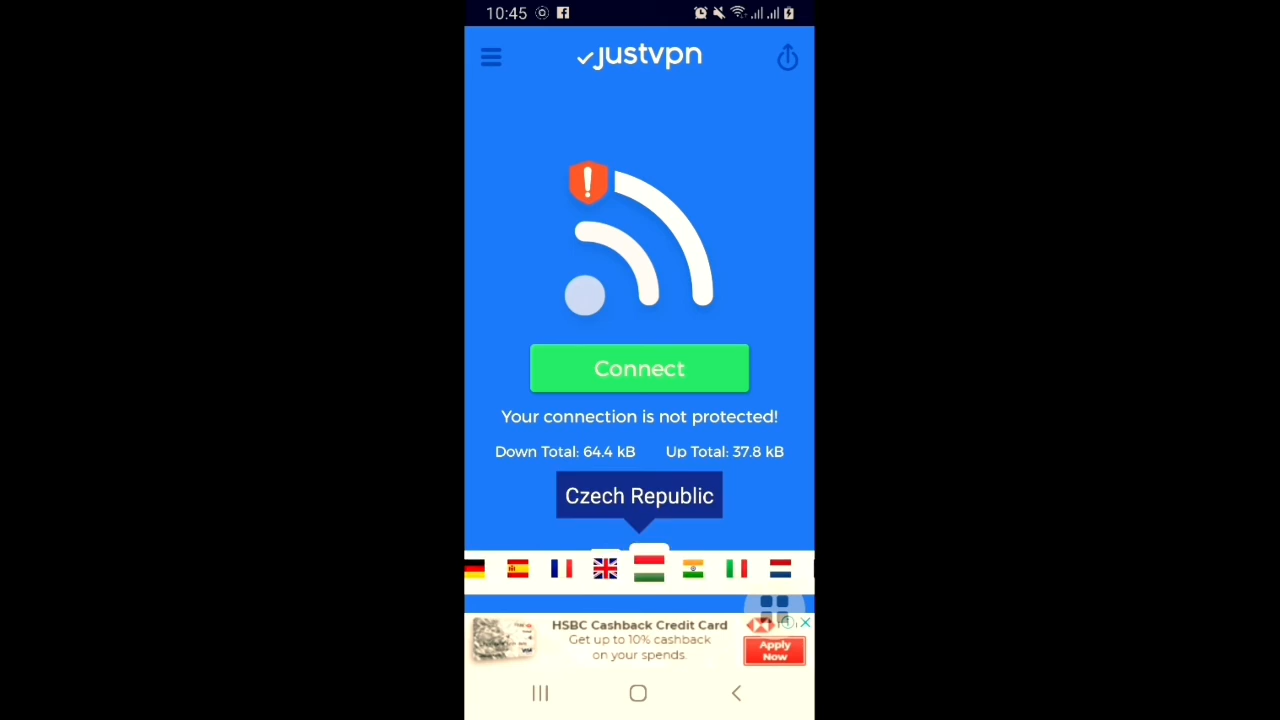 10:45
justvpn
Connect
Your connection is not protected!
Down Total: 64.4 kB Up Total: 37.8 kB
Czech Republic
HSBC Cashback Credit Card
Get up to 10% cashback
on your spends.
Apply
Now